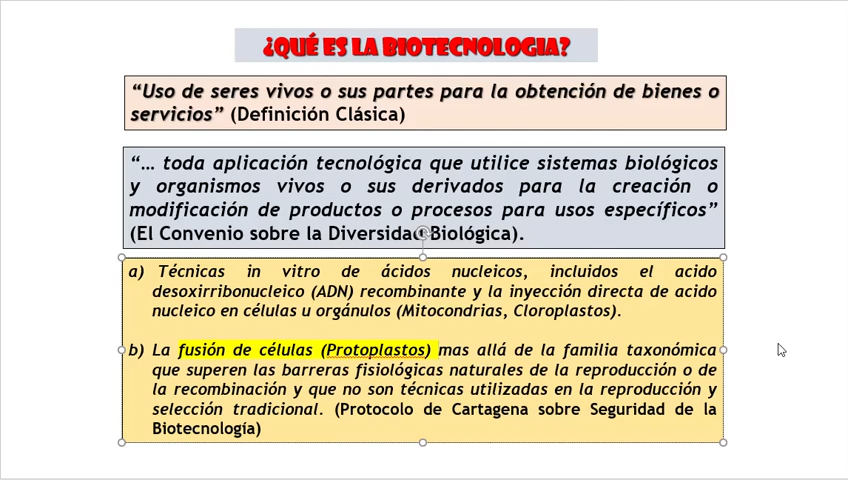 ¿QUÉ ES LA BIOTECNOLOGIA?
“Uso de seres vivos o sus partes para la obtención de bienes o
servicios” (Definición Clásica)
“… toda aplicación tecnológica que utilice sistemas biológicos
y organismos vivos o sus derivados para la creación o
modificación de productos o procesos para usos específicos”
(El Convenio sobre la Diversidad Biológica).
a) Técnicas in vitro de ácidos nucleicos, incluidos el acido
desoxirribonucleico (ADN) recombinante y la inyección directa de acido
nucleico en células u orgánulos (Mitocondrias, Cloroplastos).
b) La fusión de células (Protoplastos) mas allá de la familia taxonómica
que superen las barreras fisiológicas naturales de la reproducción o de
la recombinación y que no son técnicas utilizadas en la reproducción y
selección tradicional. (Protocolo de Cartagena sobre Seguridad de la
Biotecnología)